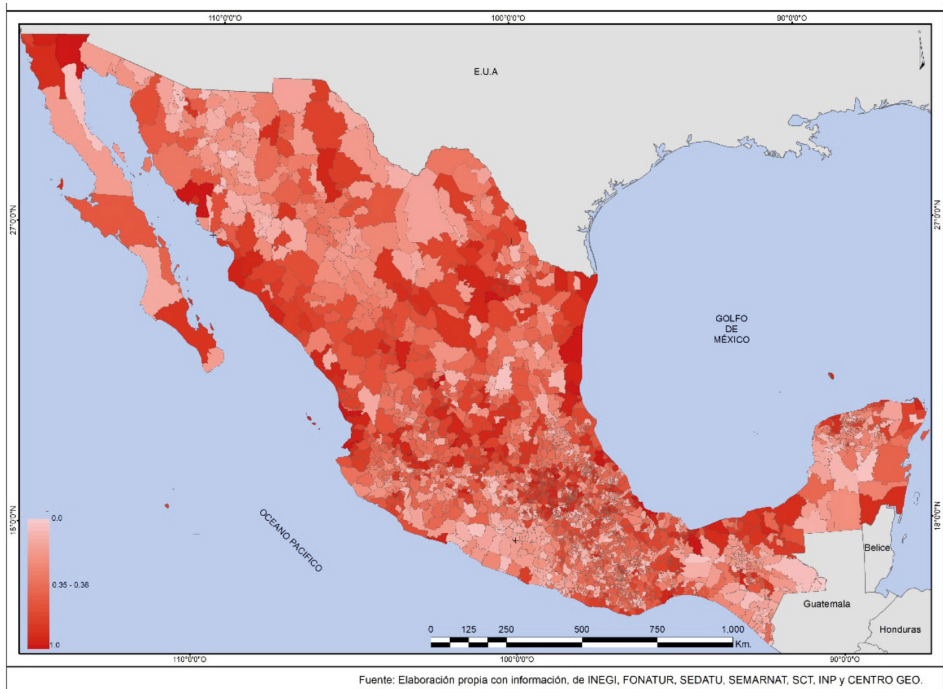 110°0'0"O
100°0'0"O
90°0'0"O
E.U.A
27°0'0"N
27°0'0"N
GOLFO
DE
MÉXICO
18°0'0"N
18°0'0"N
0.0
0.35 - 0.36
1.0
OCEANO PACIFICO
Belice
Guatemala
Honduras
0 125 250 500 750 1,000
Km.
110°0'0"O
100°0'0"O
90°0'0"O
Fuente: Elaboración propia con información, de INEGI, FONATUR, SEDATU, SEMARNAT, SCT, INP y CENTRO GEO.